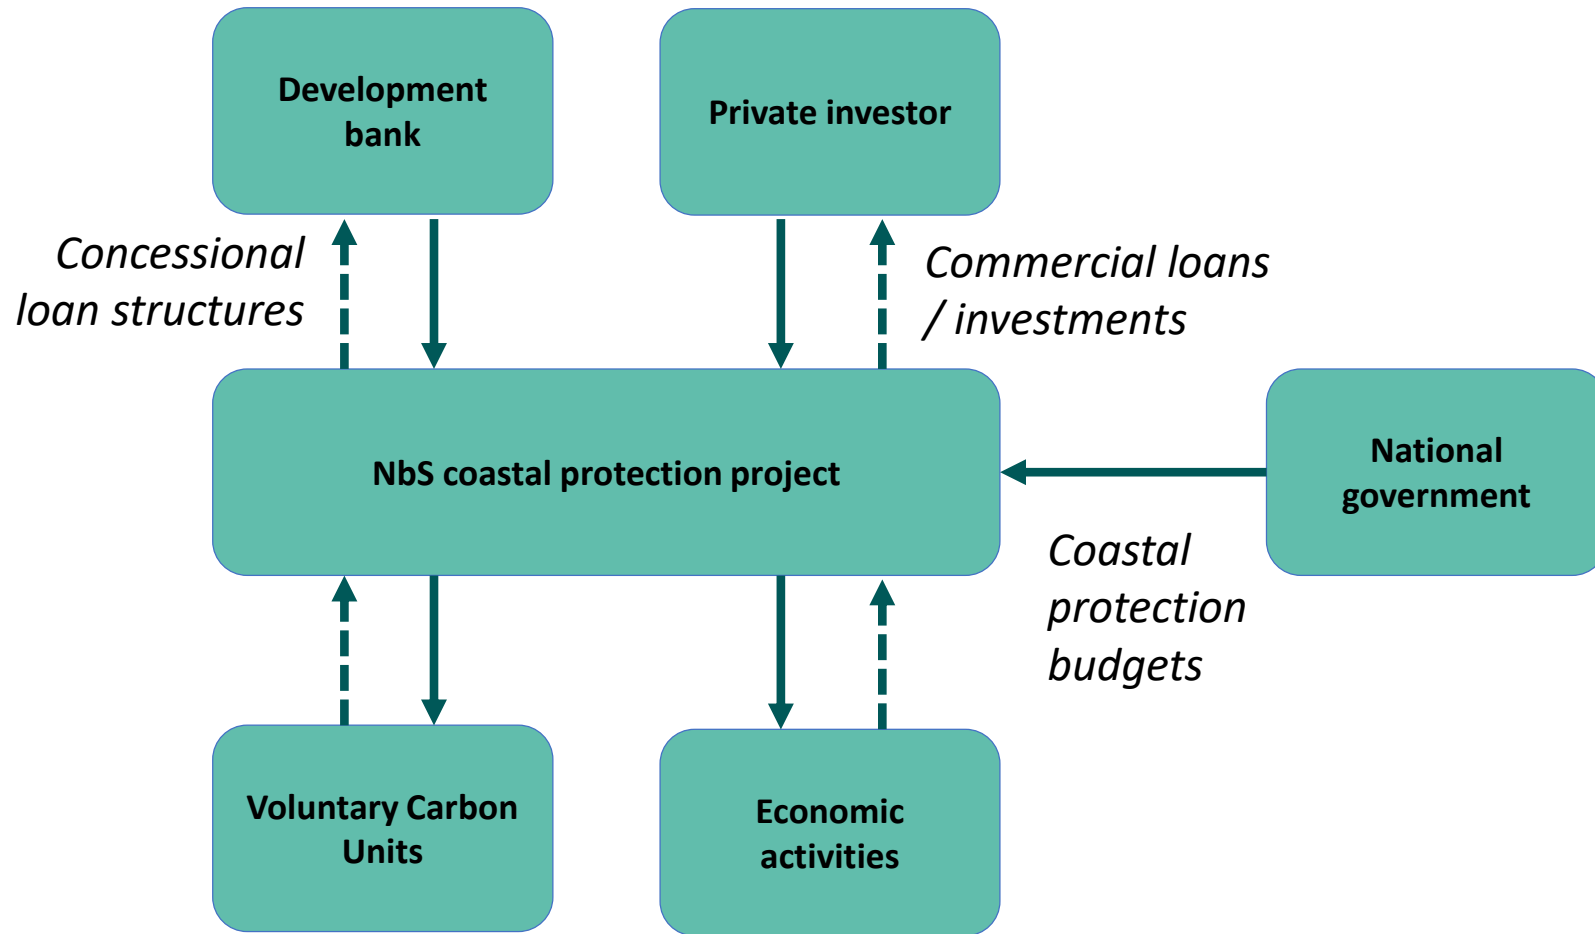 Development
bank
Private investor
Concessional
loan structures
Commercial loans
/ investments
NbS coastal protection project
National
government
Coastal
protection
budgets
Voluntary Carbon
Units
Economic
activities